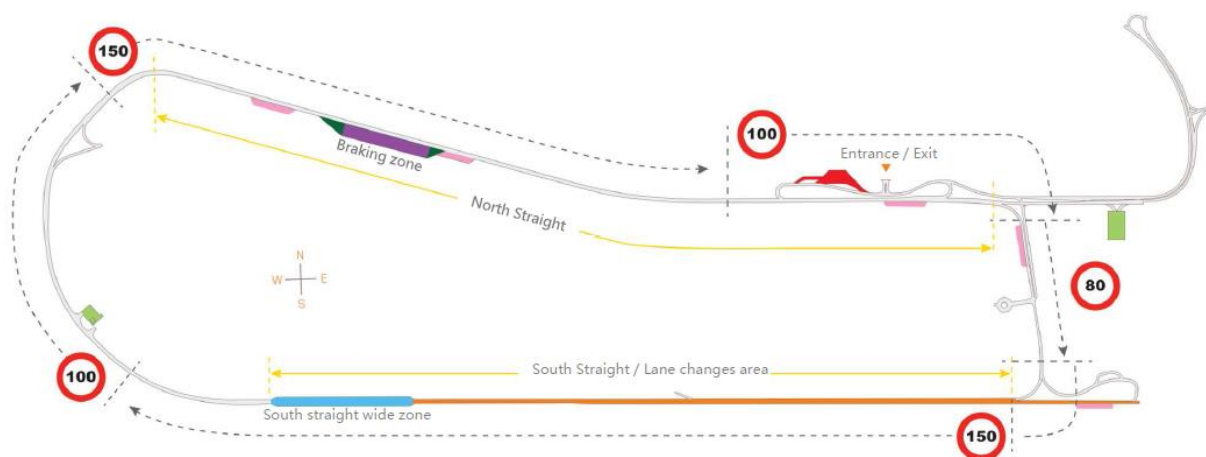 150
100
Entrance / Exit
Braking zone
North Straight
N
W E
S
80
South Straight / Lane changes area
100
South straight wide zone
150